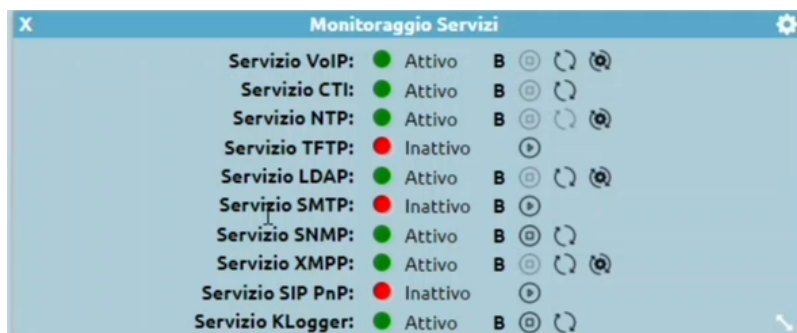 X Monitoraggio Servizi
Servizio VoIP: Attivo B
Servizio CTI: Attivo B
Servizio NTP: Attivo B
Servizio TFTP: Inattivo
Servizio LDAP: Attivo B
Servizio SMTP: Inattivo B
Servizio SNMP: Attivo B
Servizio XMPP: Attivo B
Servizio SIP PnP: Inattivo
Servizio KLogger: Attivo B